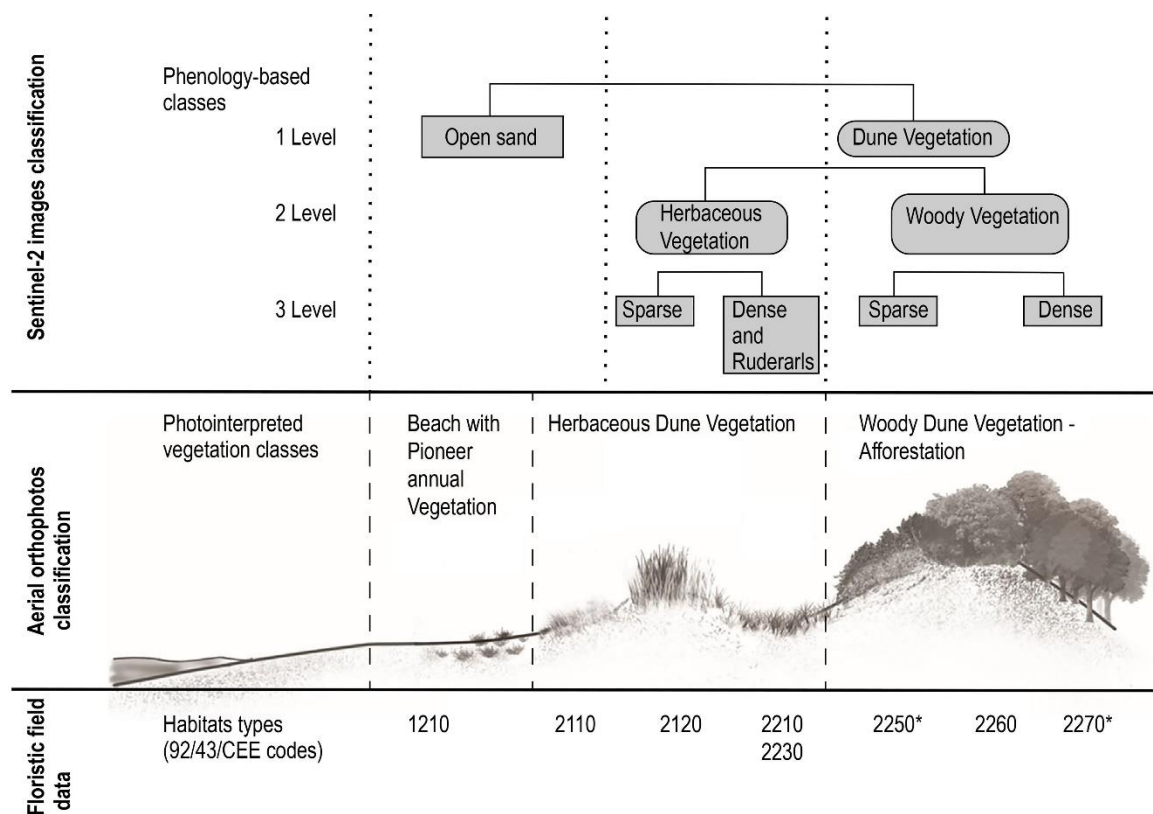 Sentinel-2 images classification
Phenology-based
classes
1 Level
Open sand
Dune Vegetation
2 Level
Herbaceous
Vegetation
Woody Vegetation
3 Level
Sparse
Dense
and
Ruderarls
Sparse
Dense
Aerial orthophotos
classification
Photointerpreted
vegetation classes
Beach with
Pioneer
annual
Vegetation
Herbaceous Dune Vegetation
Woody Dune Vegetation -
Afforestation
Floristic field
data
Habitats types
(92/43/CEE codes)
1210
2110
2120
2210
2230
2250*
2260
2270*